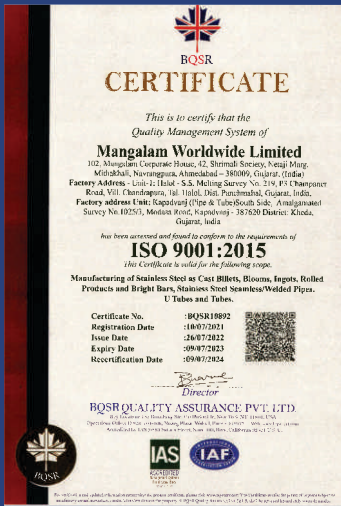 BQSR
CERTIFICATE
This is to certify that the
Quality Management System of
Mangalam Worldwide Limited
102, Mangalam Corporate House, 42, Shrimali Society, Netaji Marg,
Mithakhali, Navrangpura, Ahmedabad – 380009, Gujarat, (India)
Factory Address - Unit-1: Halol - S.S. Melting Survey No. 219, P3 Champaner
Road, Vill. Chandrapura, Tal. Halol, Dist. Panchmahal, Gujarat, India,
Factory address Unit: Kapadvanj (Pipe & Tube)South Side, Amalgamated
Survey No.1025/3, Modasa Road, Kapadvanj - 387620 District: Kheda,
Gujarat, India
has been assessed and found to conform to the requirements of
ISO 9001:2015
This Certificate is valid for the following scope.
Manufacturing of Stainless Steel as Cast Billets, Blooms, Ingots, Rolled
Products and Bright Bars, Stainless Steel Seamless/Welded Pipes.
U Tubes and Tubes.
Certificate No. :BQSR10892
Registration Date :10/07/2021
Issue Date :26/07/2022
Expiry Date :09/07/2023
Recertification Date :09/07/2024
Director
BQSR QUALITY ASSURANCE PVT. LTD.
BQSR
IAS
ACCREDITED
IAF